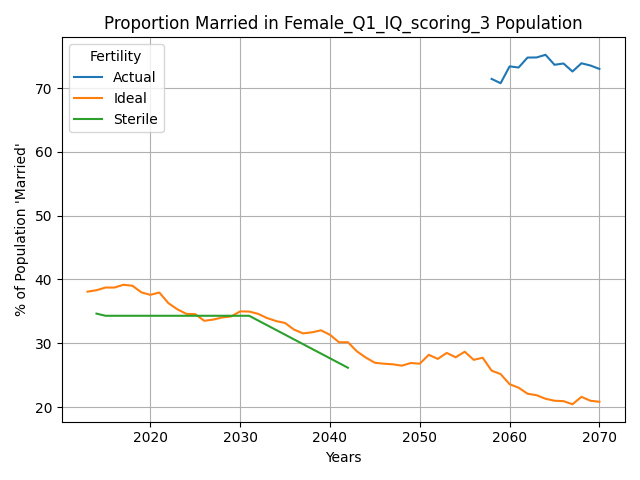 Proportion Married in Female_Q1_IQ_scoring_3 Population
Fertility
Actual
Ideal
Sterile
% of Population 'Married'
70
60
50
40
30
20
2020
2030
2040
2050
2060
2070
Years